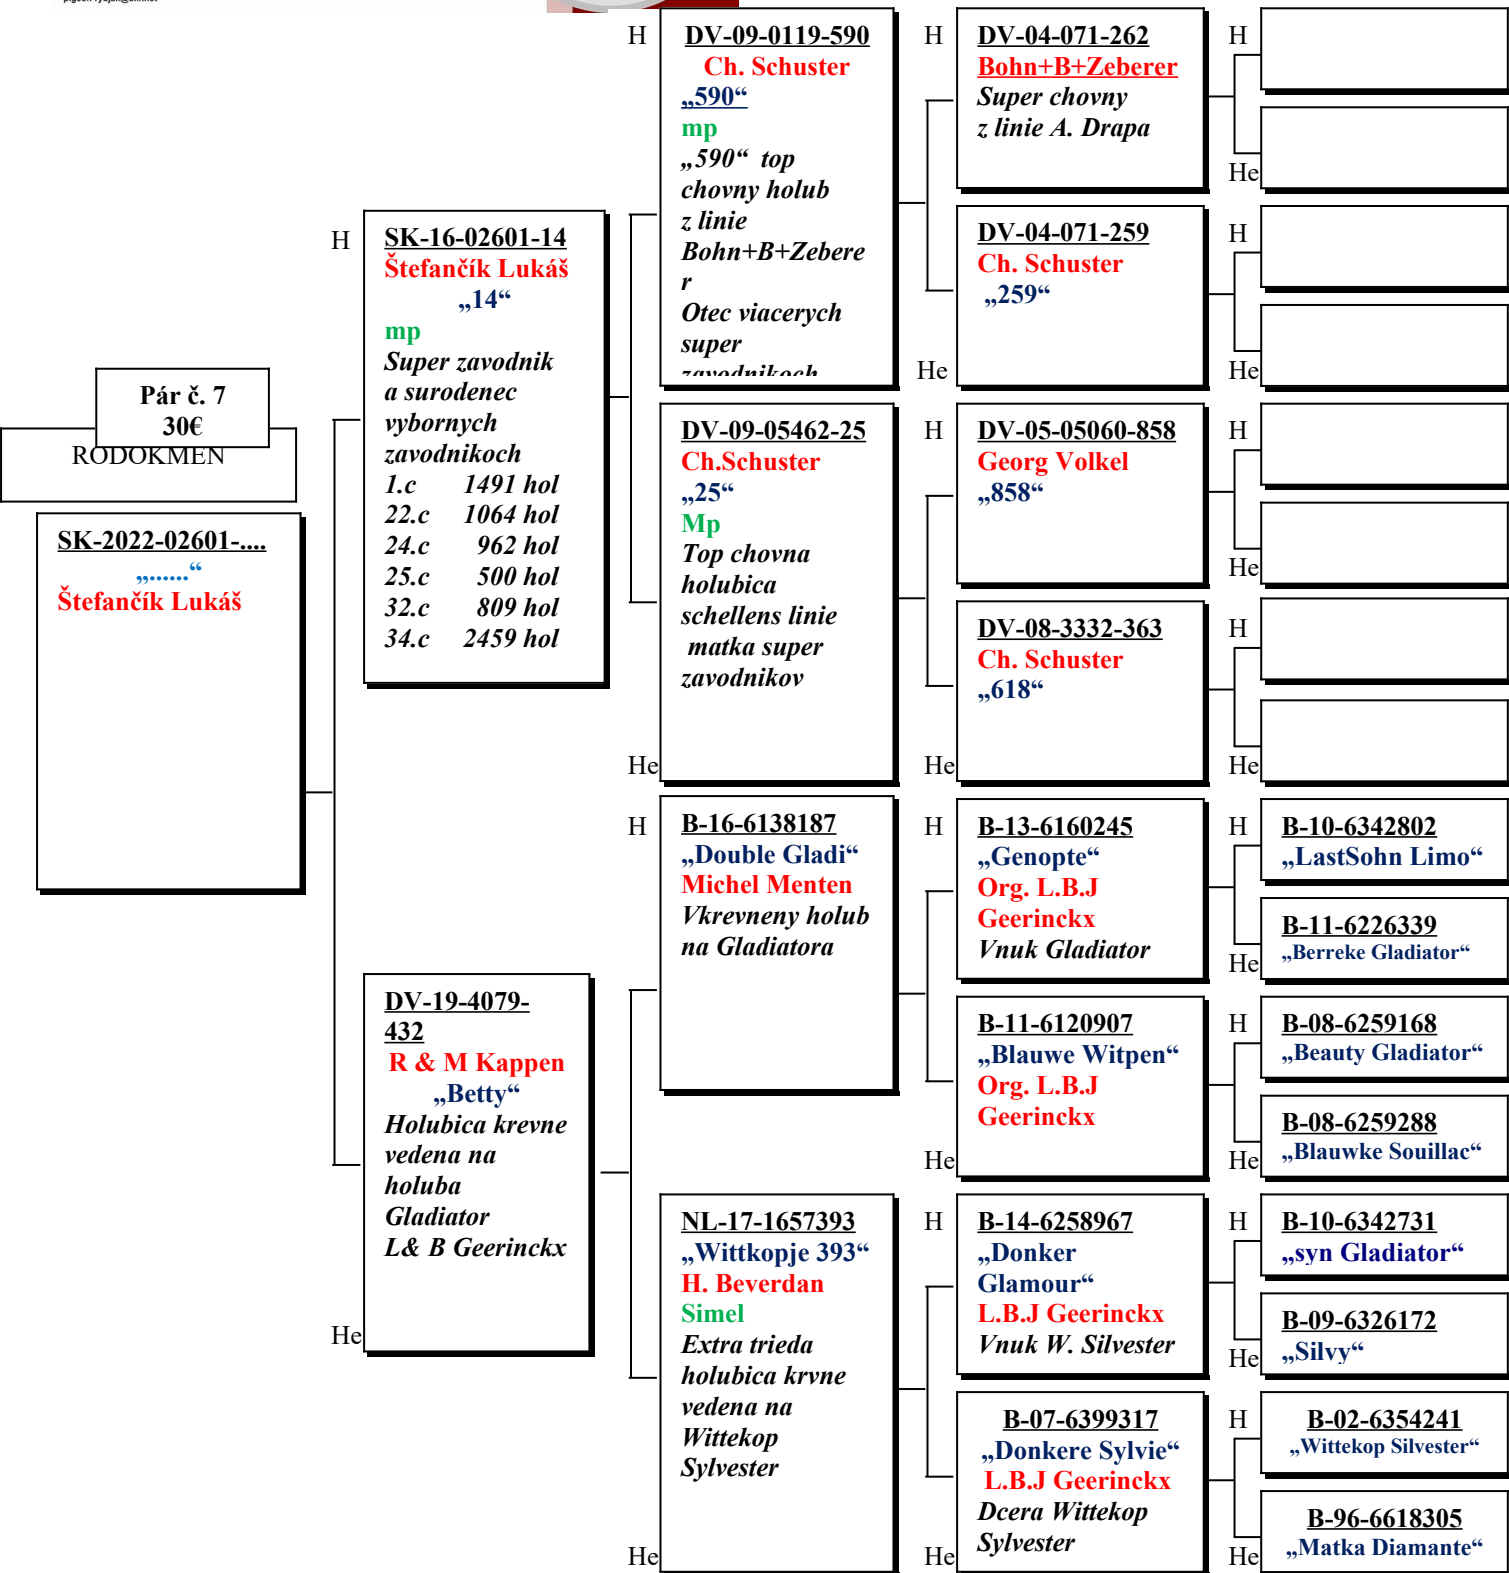 Pár č. 7
30€
RODOKMEŇ
SK-2022-02601-....
„......“
Štefančík Lukáš
H
SK-16-02601-14
Štefančík Lukáš
„14“
mp
Super zavodnik
a surodenec
vybornych
zavodnikoch
1.c 1491 hol
22.c 1064 hol
24.c 962 hol
25.c 500 hol
32.c 809 hol
34.c 2459 hol
He
DV-19-4079-
432
R & M Kappen
„Betty“
Holubica krevne
vedena na
holuba
Gladiator
L& B Geerinckx
H
DV-09-0119-590
Ch. Schuster
„590“
mp
„590“ top
chovny holub
z linie
Bohn+B+Zebere
r
Otec viacerych
super
zavodnikoch
He
DV-09-05462-25
Ch.Schuster
„25“
Mp
Top chovna
holubica
schellens linie
matka super
zavodnikov
H
B-16-6138187
„Double Gladi“
Michel Menten
Vkrevneny holub
na Gladiatora
He
NL-17-1657393
„Wittkopje 393“
H. Beverdan
Simel
Extra trieda
holubica krvne
vedena na
Wittekop
Sylvester
H
DV-04-071-262
Bohn+B+Zeberer
Super chovny
z linie A. Drapa
He
DV-04-071-259
Ch. Schuster
„259“
H
DV-05-05060-858
Georg Volkel
„858“
He
DV-08-3332-363
Ch. Schuster
„618“
H
B-13-6160245
„Genopte“
Org. L.B.J
Geerinckx
Vnuk Gladiator
He
B-11-6120907
„Blauwe Witpen“
Org. L.B.J
Geerinckx
H
B-14-6258967
„Donker
Glamour“
L.B.J Geerinckx
Vnuk W. Silvester
He
B-07-6399317
„Donkere Sylvie“
L.B.J Geerinckx
Dcera Wittekop
Sylvester
H
He
H
He
H
He
H
He
H
B-10-6342802
„LastSohn Limo“
He
B-11-6226339
„Berreke Gladiator“
H
B-08-6259168
„Beauty Gladiator“
He
B-08-6259288
„Blauwke Souillac“
H
B-10-6342731
„syn Gladiator“
He
B-09-6326172
„Silvy“
H
B-02-6354241
„Wittekop Silvester“
He
B-96-6618305
„Matka Diamante“